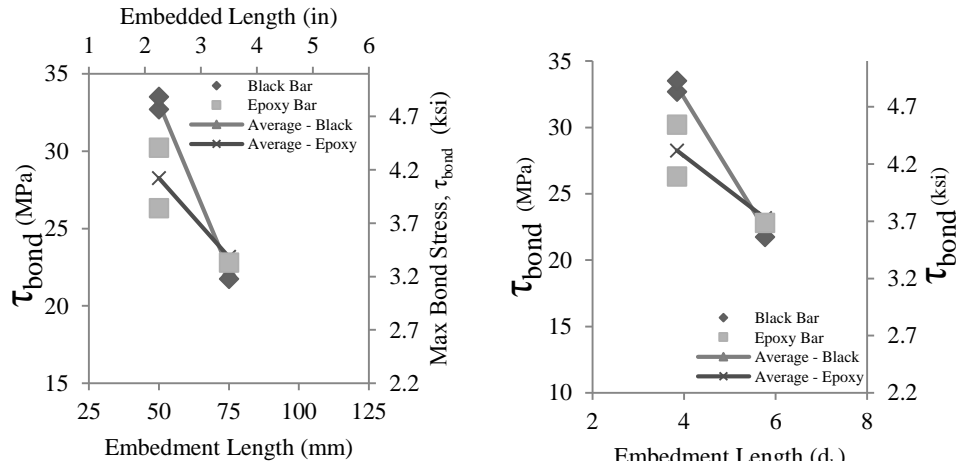 Embedded Length (in)
1 2 3 4 5 6
35
30
25
20
15
τbond (MPa)
Black Bar
Epoxy Bar
Average - Black
Average - Epoxy
4.7
4.2
3.7
3.2
2.7
2.2
Max Bond Stress, τbond (ksi)
25 50 75 100 125
Embedment Length (mm)
35
30
25
20
15
10
τbond (MPa)
Black Bar
Epoxy Bar
Average - Black
Average - Epoxy
4.7
4.2
3.7
3.2
2.7
2.2
τbond (ksi)
2 4 6 8
Embedment Length (db)